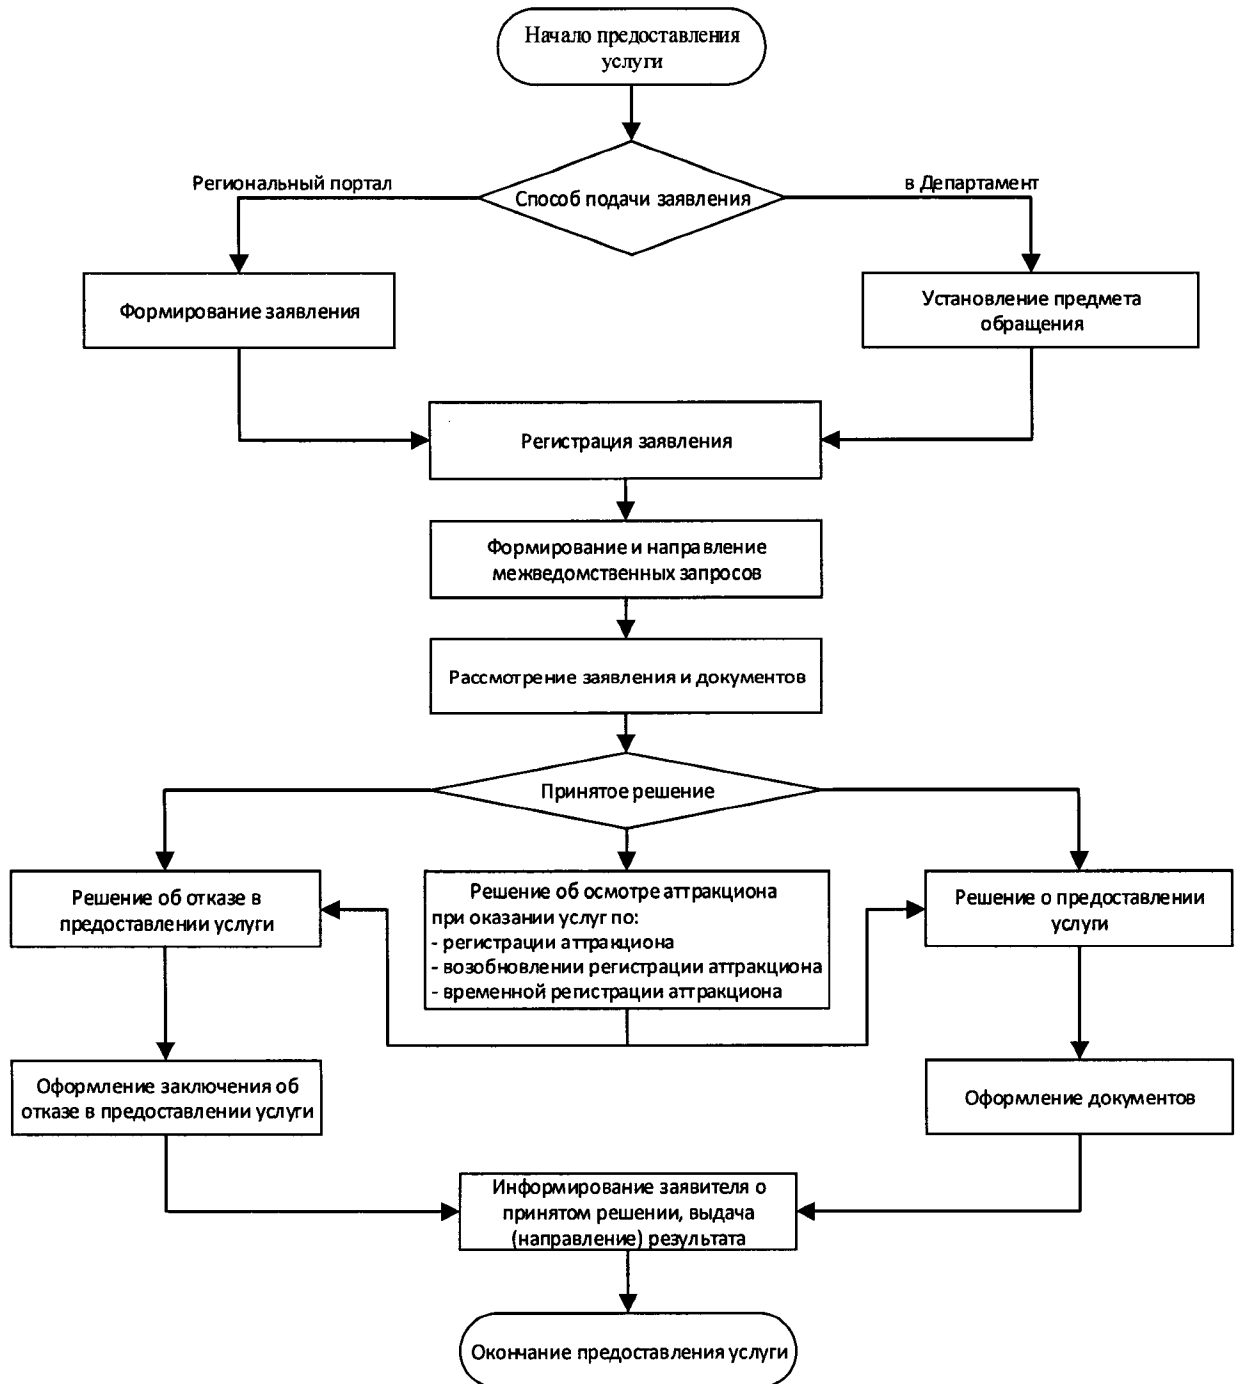 Начало предоставления
услуги
Региональный портал
в Департамент
Способ подачи заявления
Формирование заявления
Установление предмета
обращения
Регистрация заявления
Формирование и направление
межведомственных запросов
Рассмотрение заявления и документов
Принятое решение
Решение об отказе в
предоставлении услуги
Решение об осмотре аттракциона
при оказании услуг по:
- регистрации аттракциона
- возобновлении регистрации аттракциона
- временной регистрации аттракциона
Решение о предоставлении
услуги
Оформление заключения об
отказе в предоставлении услуги
Оформление документов
Информирование заявителя о
принятом решении, выдача
(направление) результата
Окончание предоставления услуги